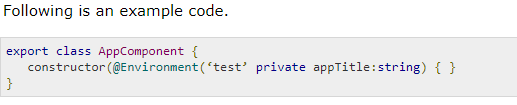 Following is an example code.
export class AppComponent {
constructor(@Environment(‘test’ private appTitle:string) { }
}